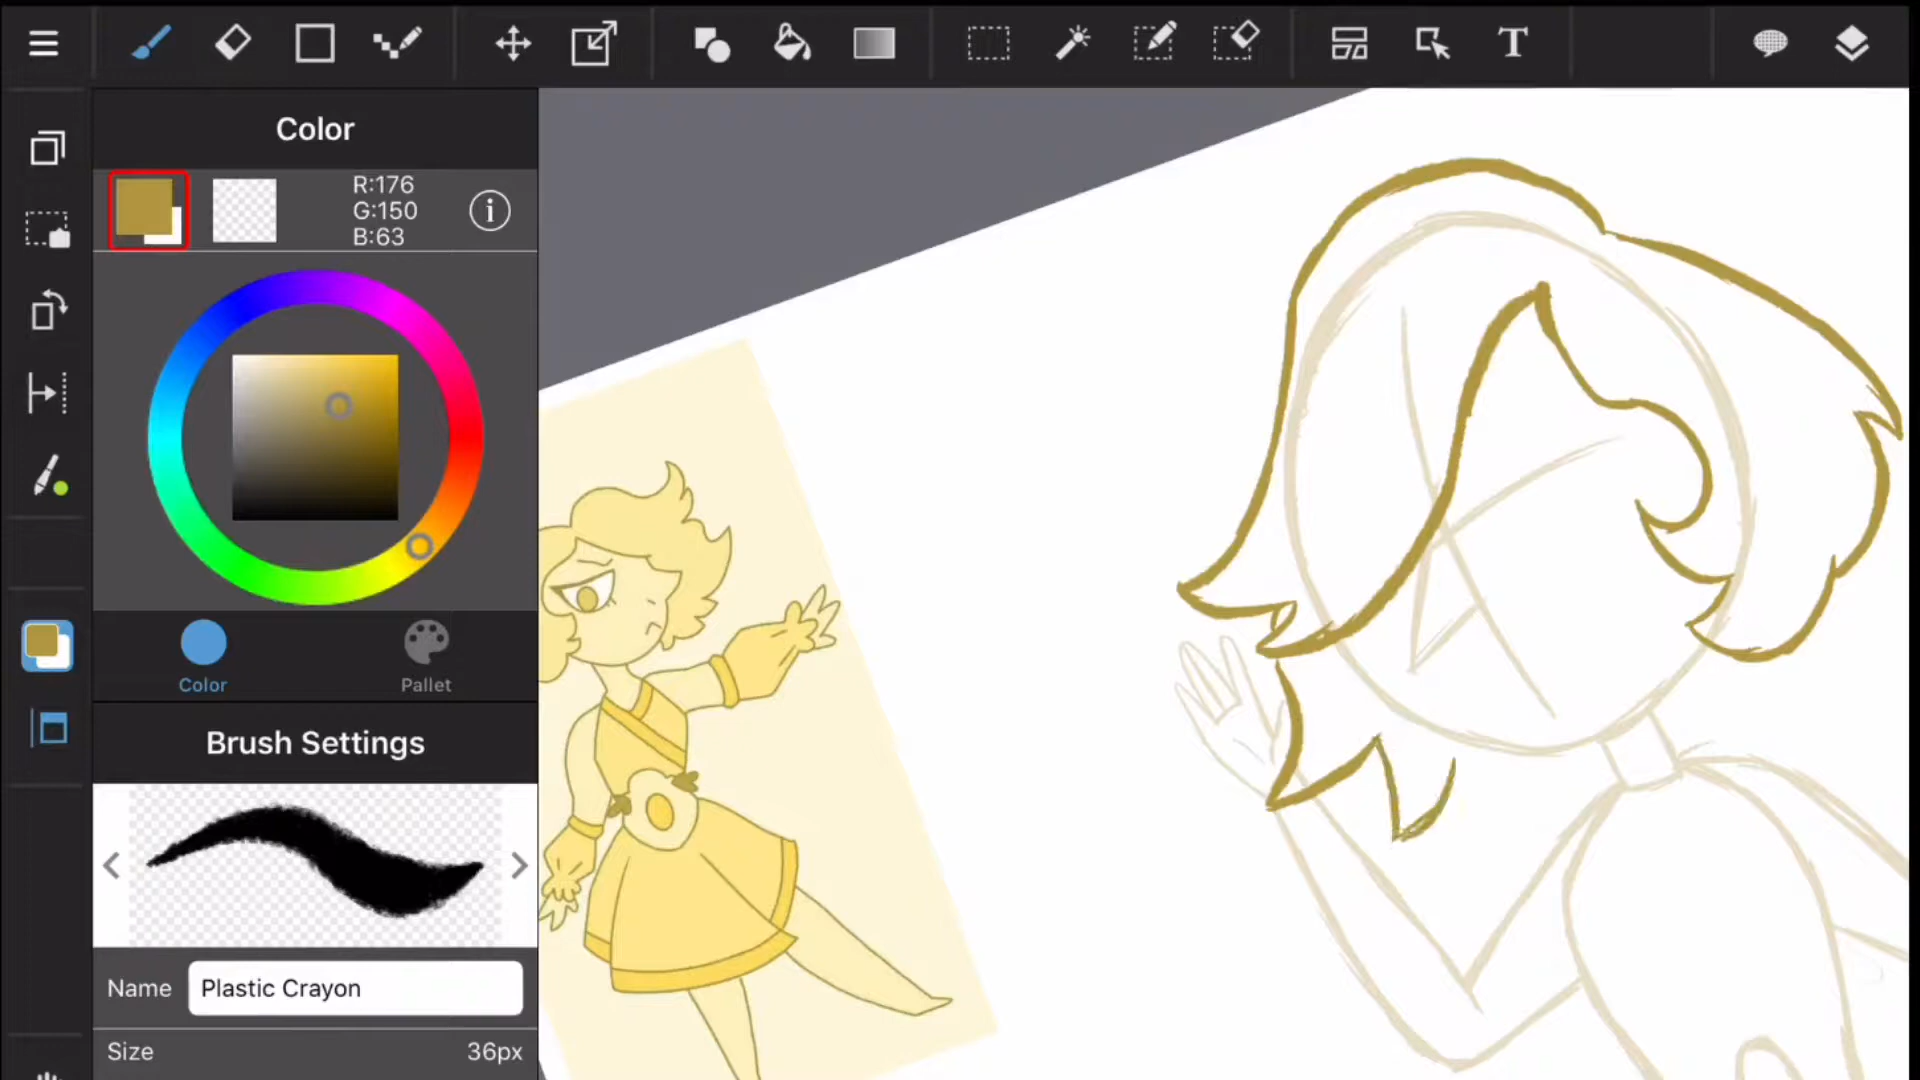 Color
R:176
G:150
B:63
Color
Pallet
Brush Settings
Name
Plastic Crayon
Size
36px